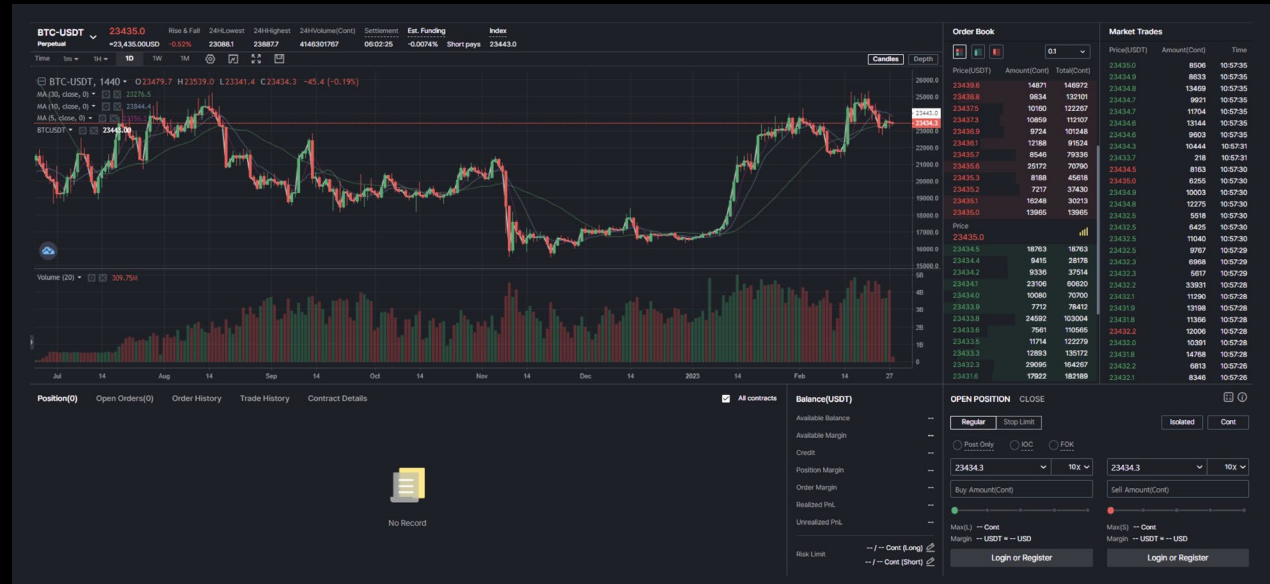 BTC-USDT
Perpetual
23435.0
≈23,435.00USD -0.52%
Rise & Fall
24HLowest
23088.1
24HHighest
23887.7
24HVolume(Cont)
4146301767
Settlement
06:02:25
Est. Funding
-0.0074% Short pays
Index
23443.0
Time 1m 1H 1D 1W 1M
Candles Depth
BTC-USDT, 1440 O23479.7 H23539.0 L23341.4 C23434.3 -45.4 (-0.19%)
MA (30, close, 0) 23276.5
MA (10, close, 0) 23844.4
MA (5, close, 0)
BTCUSDT 23443.00
26000.0
25000.0
23443.0
23434.3
23000.0
22000.0
21000.0
20000.0
19000.0
18000.0
17000.0
16000.0
15000.0
Volume (20) 309.75M
5B
4B
3B
2B
1B
0
Jul 14 Aug 14 Sep 14 Oct 14 Nov 14 Dec 14 2023 14 Feb 14 27
Order Book
0.1
Price(USDT) Amount(Cont) Total(Cont)
23439.6 14871 146972
23438.8 9834 132101
23437.5 10160 122267
23437.3 10859 112107
23436.9 9724 101248
23436.1 12188 91524
23435.7 8546 79336
23435.6 25172 70790
23435.3 8188 45618
23435.2 7217 37430
23435.1 16248 30213
23435.0 13965 13965
Price
23435.0
23434.5 18763 18763
23434.4 9415 28178
23434.2 9336 37514
23434.1 23106 60620
23434.0 10080 70700
23433.9 7712 78412
23433.8 24592 103004
23433.6 7561 110565
23433.5 11714 122279
23433.3 12893 135172
23432.3 29095 164267
23431.6 17922 182189
Market Trades
Price(USDT) Amount(Cont) Time
23435.0 8506 10:57:35
23434.9 8633 10:57:35
23434.8 13469 10:57:35
23434.7 9921 10:57:35
23434.7 11704 10:57:35
23434.6 13144 10:57:35
23434.6 9603 10:57:35
23434.3 10444 10:57:31
23433.7 218 10:57:31
23434.5 8163 10:57:30
23435.0 6255 10:57:30
23434.9 10003 10:57:30
23434.8 12275 10:57:30
23432.5 5518 10:57:30
23432.5 6425 10:57:30
23432.5 11040 10:57:30
23432.5 9767 10:57:29
23432.3 6968 10:57:29
23432.3 5617 10:57:29
23432.2 33931 10:57:28
23432.1 11290 10:57:28
23431.9 13198 10:57:28
23431.8 11366 10:57:28
23432.2 12006 10:57:28
23432.0 10391 10:57:28
23431.8 14768 10:57:28
23432.2 6813 10:57:26
23432.1 8346 10:57:26
Position(0) Open Orders(0) Order History Trade History Contract Details
All contracts
No Record
Balance(USDT)
Available Balance --
Available Margin --
Credit --
Position Margin --
Order Margin --
Realized PnL --
Unrealized PnL --
Risk Limit
-- / -- Cont (Long)
-- / -- Cont (Short)
OPEN POSITION CLOSE
Regular Stop Limit
Isolated Cont
Post Only IOC FOK
23434.3 10X
23434.3 10X
Buy Amount(Cont)
Sell Amount(Cont)
Max(L) -- Cont
Margin -- USDT ≈ -- USD
Max(S) -- Cont
Margin -- USDT ≈ -- USD
Login or Register
Login or Register